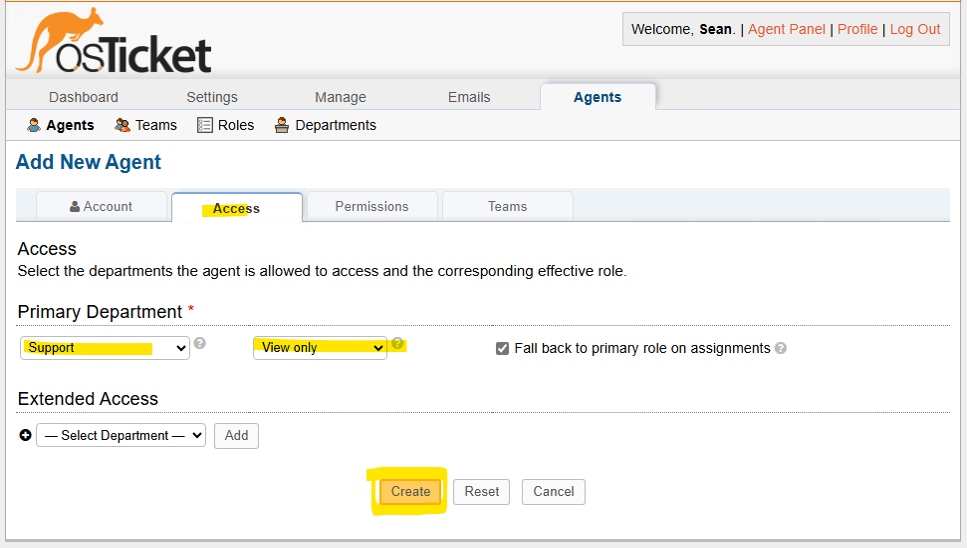 osTicket
Welcome, Sean. | Agent Panel | Profile | Log Out
Dashboard Settings Manage Emails Agents
Agents Teams Roles Departments
Add New Agent
Account Access Permissions Teams
Access
Select the departments the agent is allowed to access and the corresponding effective role.
Primary Department *
Support ? View only ? Fall back to primary role on assignments ?
Extended Access
— Select Department — Add
Create Reset Cancel